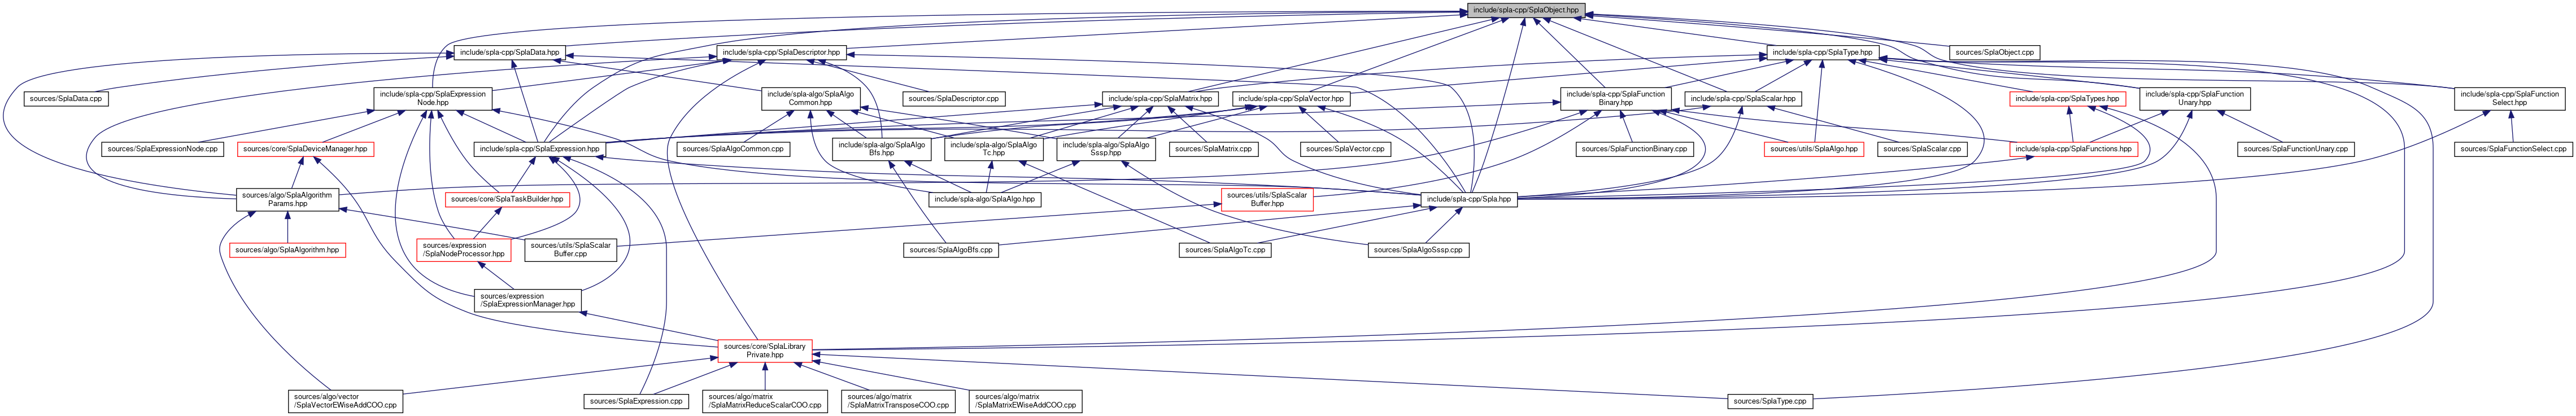 include/spla-cpp/SplaObject.hpp
include/spla-cpp/SplaData.hpp
include/spla-cpp/SplaDescriptor.hpp
sources/SplaObject.cpp
include/spla-cpp/SplaType.hpp
sources/SplaData.cpp
include/spla-cpp/SplaExpression
Node.hpp
include/spla-algo/SplaAlgo
Common.hpp
sources/SplaDescriptor.cpp
include/spla-cpp/SplaMatrix.hpp
include/spla-cpp/SplaVector.hpp
include/spla-cpp/SplaFunction
Binary.hpp
include/spla-cpp/SplaScalar.hpp
include/spla-cpp/SplaTypes.hpp
include/spla-cpp/SplaFunction
Unary.hpp
include/spla-cpp/SplaFunction
Select.hpp
sources/SplaExpressionNode.cpp
sources/core/SplaDeviceManager.hpp
include/spla-cpp/SplaExpression.hpp
sources/SplaAlgoCommon.cpp
include/spla-algo/SplaAlgo
Bfs.hpp
include/spla-algo/SplaAlgo
Tc.hpp
include/spla-algo/SplaAlgo
Sssp.hpp
sources/SplaMatrix.cpp
sources/SplaVector.cpp
sources/SplaFunctionBinary.cpp
sources/utils/SplaAlgo.hpp
sources/SplaScalar.cpp
include/spla-cpp/SplaFunctions.hpp
sources/SplaFunctionUnary.cpp
sources/SplaFunctionSelect.cpp
sources/algo/SplaAlgorithm
Params.hpp
sources/core/SplaTaskBuilder.hpp
include/spla-algo/SplaAlgo.hpp
sources/utils/SplaScalar
Buffer.hpp
include/spla-cpp/Spla.hpp
sources/algo/SplaAlgorithm.hpp
sources/expression
/SplaNodeProcessor.hpp
sources/utils/SplaScalar
Buffer.cpp
sources/SplaAlgoBfs.cpp
sources/SplaAlgoTc.cpp
sources/SplaAlgoSssp.cpp
sources/expression
/SplaExpressionManager.hpp
sources/core/SplaLibrary
Private.hpp
sources/algo/vector
/SplaVectorEWiseAddCOO.cpp
sources/SplaExpression.cpp
sources/algo/matrix
/SplaMatrixReduceScalarCOO.cpp
sources/algo/matrix
/SplaMatrixTransposeCOO.cpp
sources/algo/matrix
/SplaMatrixEWiseAddCOO.cpp
sources/SplaType.cpp